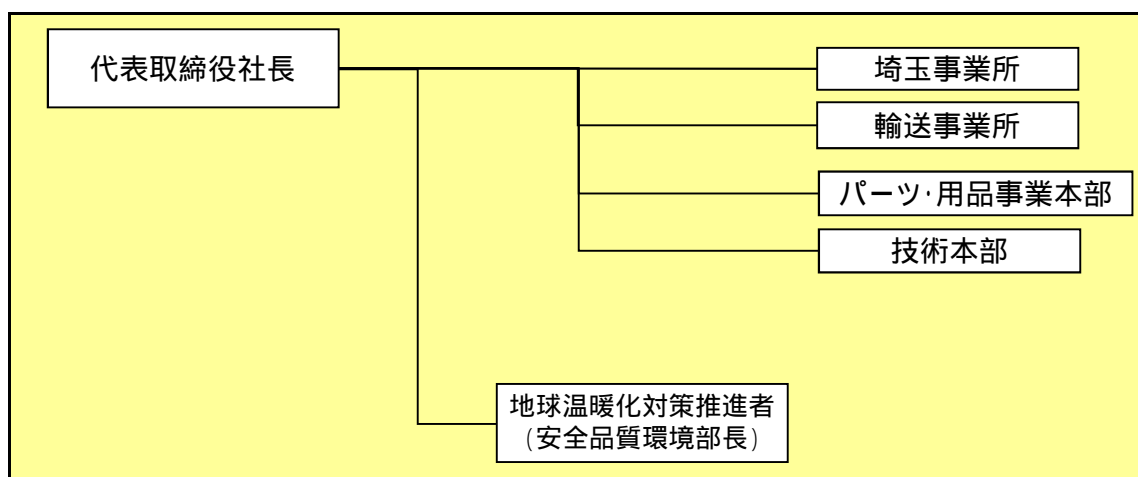 代表取締役社長
埼玉事業所
輸送事業所
パーツ･用品事業本部
技術本部
地球温暖化対策推進者
(安全品質環境部長)